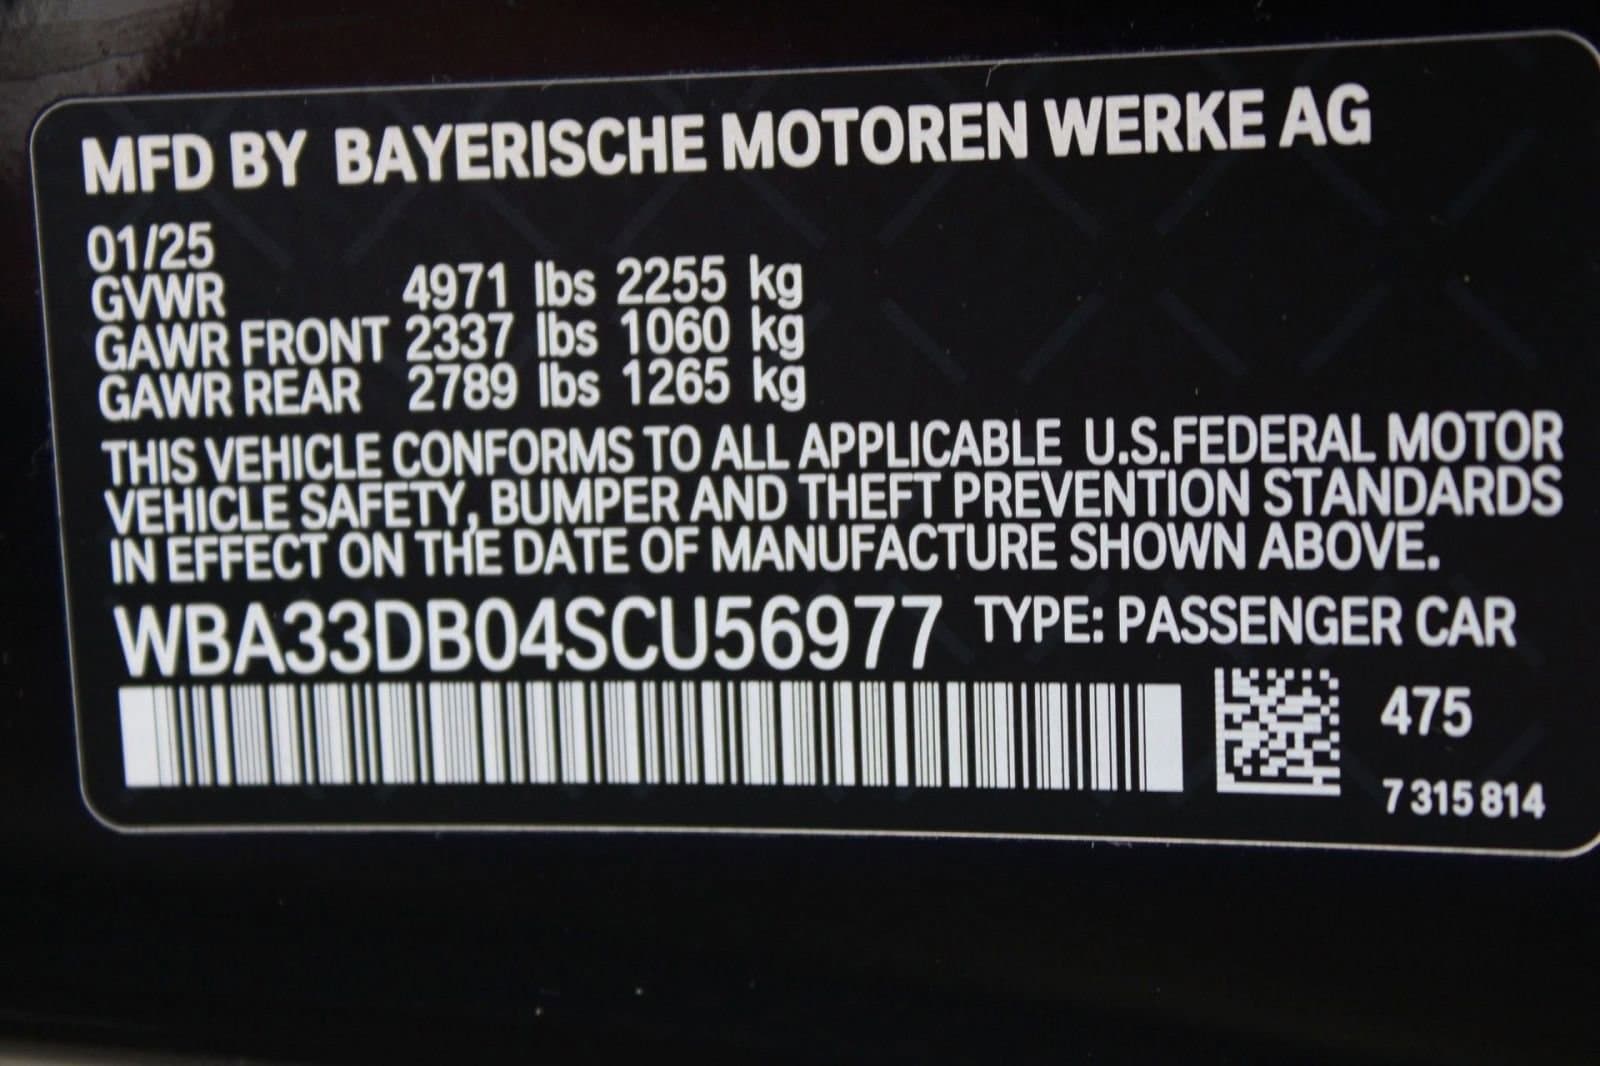 MFD BY BAYERISCHE MOTOREN WERKE AG
01/25
GVWR 4971 lbs 2255 kg
GAWR FRONT 2337 lbs 1060 kg
GAWR REAR 2789 lbs 1265 kg
THIS VEHICLE CONFORMS TO ALL APPLICABLE U.S.FEDERAL MOTOR
VEHICLE SAFETY, BUMPER AND THEFT PREVENTION STANDARDS
IN EFFECT ON THE DATE OF MANUFACTURE SHOWN ABOVE.
WBA33DB04SCU56977 TYPE: PASSENGER CAR
475
7 315 814